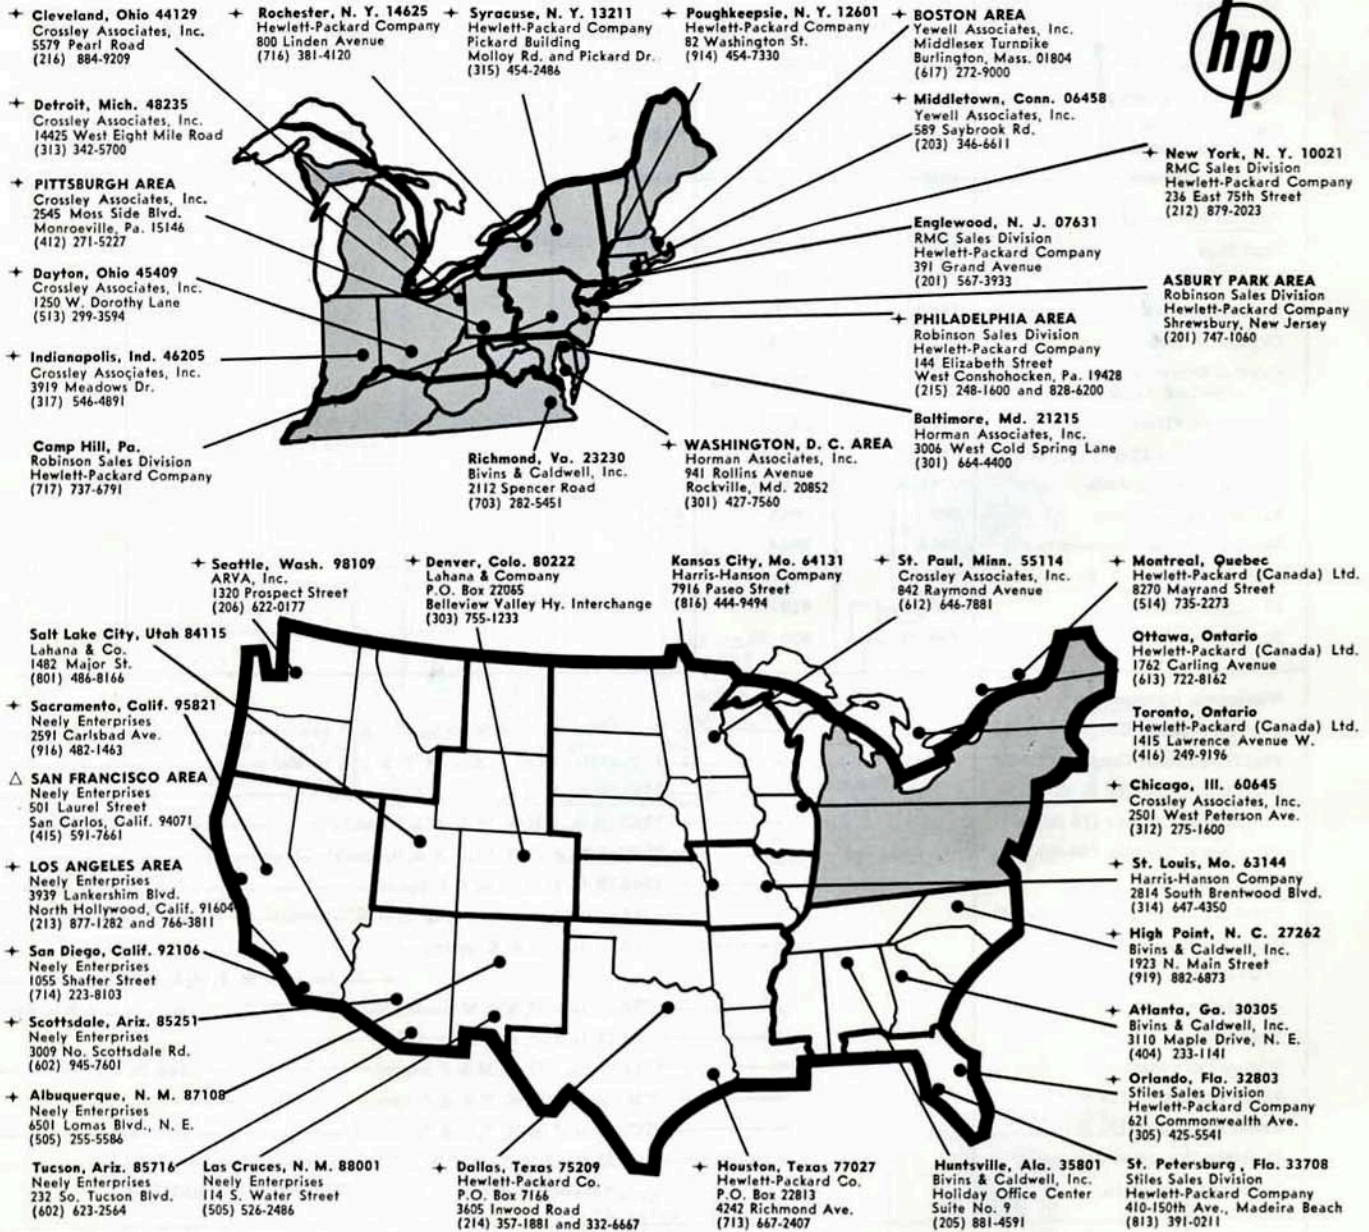 ✦ Cleveland, Ohio 44129
Crossley Associates, Inc.
5579 Pearl Road
(216) 884-9209
✦ Rochester, N. Y. 14625
Hewlett-Packard Company
800 Linden Avenue
(716) 381-4120
✦ Syracuse, N. Y. 13211
Hewlett-Packard Company
Pickard Building
Molloy Rd. and Pickard Dr.
(315) 454-2486
✦ Poughkeepsie, N. Y. 12601
Hewlett-Packard Company
82 Washington St.
(914) 454-7330
✦ BOSTON AREA
Yewell Associates, Inc.
Middlesex Turnpike
Burlington, Mass. 01804
(617) 272-9000
hp
®
✦ Detroit, Mich. 48235
Crossley Associates, Inc.
14425 West Eight Mile Road
(313) 342-5700
✦ Middletown, Conn. 06458
Yewell Associates, Inc.
589 Saybrook Rd.
(203) 346-6611
✦ New York, N. Y. 10021
RMC Sales Division
Hewlett-Packard Company
236 East 75th Street
(212) 879-2023
✦ PITTSBURGH AREA
Crossley Associates, Inc.
2545 Moss Side Blvd.
Monroeville, Pa. 15146
(412) 271-5227
Englewood, N. J. 07631
RMC Sales Division
Hewlett-Packard Company
391 Grand Avenue
(201) 567-3933
✦ Dayton, Ohio 45409
Crossley Associates, Inc.
1250 W. Dorothy Lane
(513) 299-3594
ASBURY PARK AREA
Robinson Sales Division
Hewlett-Packard Company
Shrewsbury, New Jersey
(201) 747-1060
✦ PHILADELPHIA AREA
Robinson Sales Division
Hewlett-Packard Company
144 Elizabeth Street
West Conshohocken, Pa. 19428
(215) 248-1600 and 828-6200
✦ Indianapolis, Ind. 46205
Crossley Associates, Inc.
3919 Meadows Dr.
(317) 546-4891
Baltimore, Md. 21215
Horman Associates, Inc.
3006 West Cold Spring Lane
(301) 664-4400
Camp Hill, Pa.
Robinson Sales Division
Hewlett-Packard Company
(717) 737-6791
Richmond, Va. 23230
Bivins & Caldwell, Inc.
2112 Spencer Road
(703) 282-5451
✦ WASHINGTON, D. C. AREA
Horman Associates, Inc.
941 Rollins Avenue
Rockville, Md. 20852
(301) 427-7560
✦ Seattle, Wash. 98109
ARVA, Inc.
1320 Prospect Street
(206) 622-0177
✦ Denver, Colo. 80222
Lahana & Company
P.O. Box 22065
Belleview Valley Hy. Interchange
(303) 755-1233
Kansas City, Mo. 64131
Harris-Hanson Company
7916 Paseo Street
(816) 444-9494
✦ St. Paul, Minn. 55114
Crossley Associates, Inc.
842 Raymond Avenue
(612) 646-7881
✦ Montreal, Quebec
Hewlett-Packard (Canada) Ltd.
8270 Mayrand Street
(514) 735-2273
Salt Lake City, Utah 84115
Lahana & Co.
1482 Major St.
(801) 486-8166
Ottawa, Ontario
Hewlett-Packard (Canada) Ltd.
1762 Carling Avenue
(613) 722-8162
✦ Sacramento, Calif. 95821
Neely Enterprises
2591 Carlsbad Ave.
(916) 482-1463
Toronto, Ontario
Hewlett-Packard (Canada) Ltd.
1415 Lawrence Avenue W.
(416) 249-9196
△ SAN FRANCISCO AREA
Neely Enterprises
501 Laurel Street
San Carlos, Calif. 94071
(415) 591-7661
✦ Chicago, Ill. 60645
Crossley Associates, Inc.
2501 West Peterson Ave.
(312) 275-1600
✦ LOS ANGELES AREA
Neely Enterprises
3939 Lankershim Blvd.
North Hollywood, Calif. 91604
(213) 877-1282 and 766-3811
✦ St. Louis, Mo. 63144
Harris-Hanson Company
2814 South Brentwood Blvd.
(314) 647-4350
✦ San Diego, Calif. 92106
Neely Enterprises
1055 Shafter Street
(714) 223-8103
✦ High Point, N. C. 27262
Bivins & Caldwell, Inc.
1923 N. Main Street
(919) 882-6873
✦ Scottsdale, Ariz. 85251
Neely Enterprises
3009 No. Scottsdale Rd.
(602) 945-7601
✦ Atlanta, Ga. 30305
Bivins & Caldwell, Inc.
3110 Maple Drive, N. E.
(404) 233-1141
✦ Albuquerque, N. M. 87108
Neely Enterprises
6501 Lomas Blvd., N. E.
(505) 255-5586
✦ Orlando, Fla. 32803
Stiles Sales Division
Hewlett-Packard Company
621 Commonwealth Ave.
(305) 425-5541
Tucson, Ariz. 85716
Neely Enterprises
232 So. Tucson Blvd.
(602) 623-2564
Las Cruces, N. M. 88001
Neely Enterprises
114 S. Water Street
(505) 526-2486
✦ Dallas, Texas 75209
Hewlett-Packard Co.
P.O. Box 7166
3605 Inwood Road
(214) 357-1881 and 332-6667
✦ Houston, Texas 77027
Hewlett-Packard Co.
P.O. Box 22813
4242 Richmond Ave.
(713) 667-2407
Huntsville, Ala. 35801
Bivins & Caldwell, Inc.
Holiday Office Center
Suite No. 9
(205) 881-4591
St. Petersburg, Fla. 33708
Stiles Sales Division
Hewlett-Packard Company
410-150th Ave., Madeira Beach
(813) 391-0211